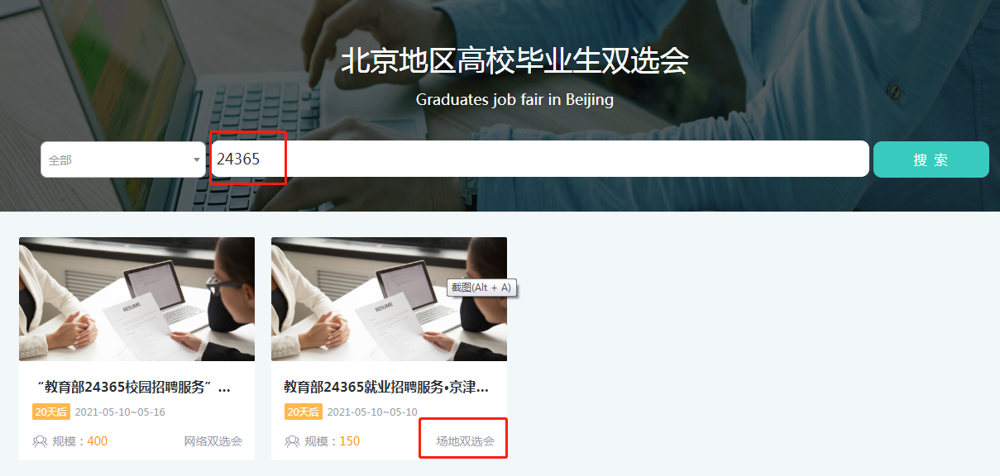 北京地区高校毕业生双选会
Graduates job fair in Beijing
全部
24365
搜 索
RESUME
RESUME
截图(Alt + A)
“教育部24365校园招聘服务”...
20天后 2021-05-10~05-16
规模：400 网络双选会
教育部24365就业招聘服务•京津...
20天后 2021-05-10~05-10
规模：150 场地双选会